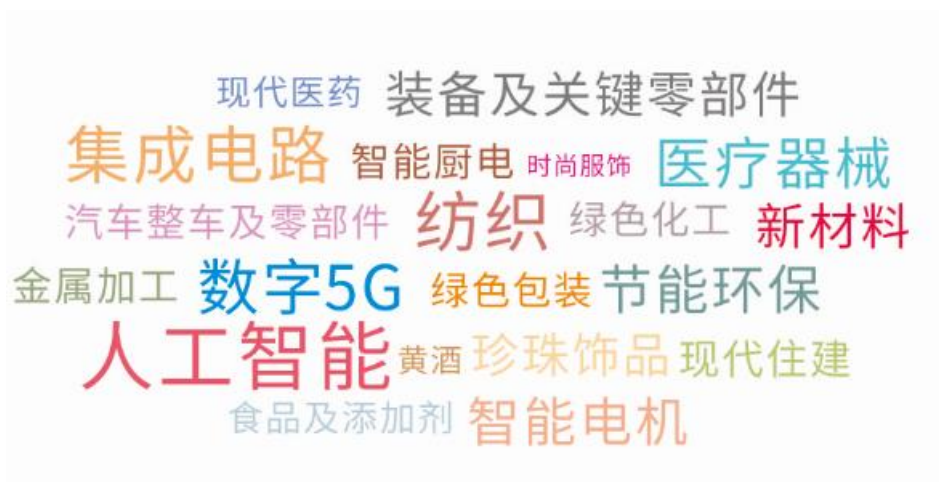 现代医药 装备及关键零部件
集成电路 智能厨电 时尚服饰 医疗器械
汽车整车及零部件 纺织 绿色化工 新材料
金属加工 数字5G 绿色包装 节能环保
人工智能 黄酒 珍珠饰品 现代住建
食品及添加剂 智能电机